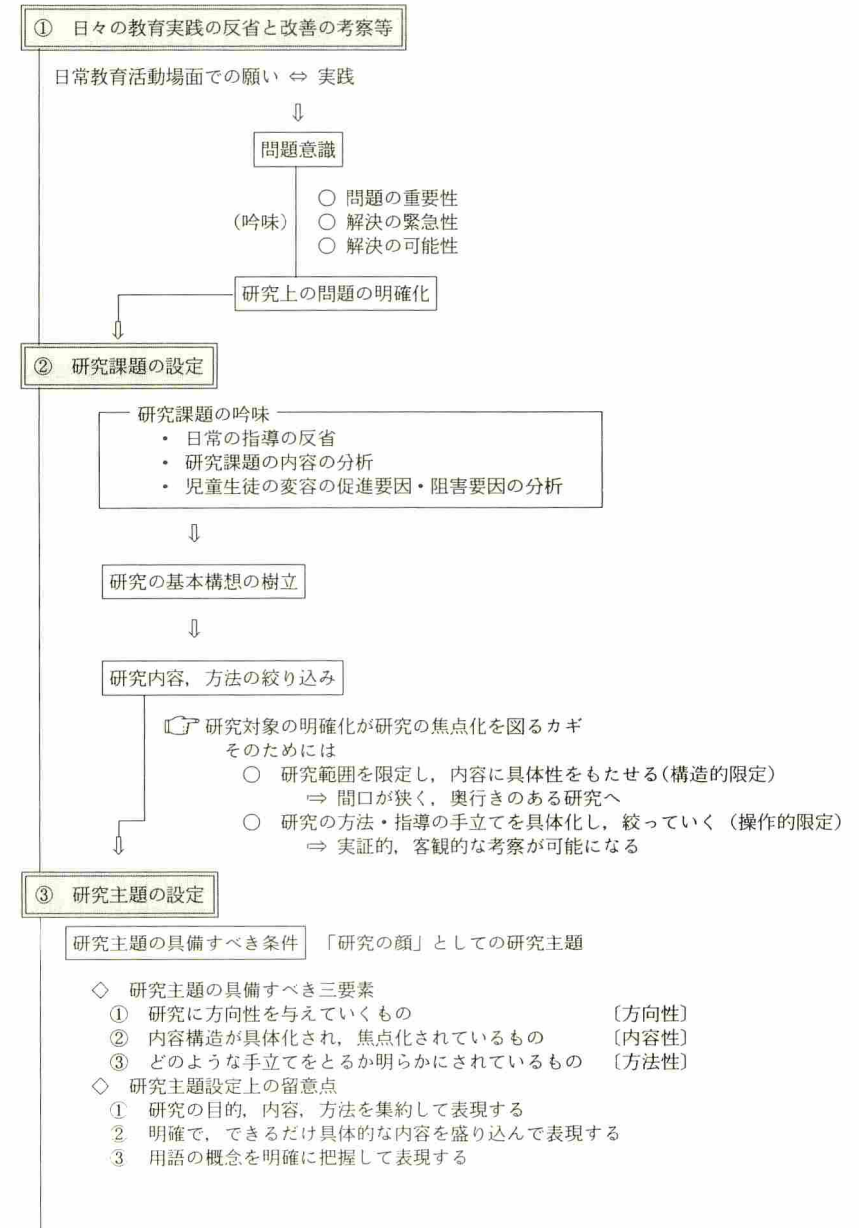 ① 日々の教育実践の反省と改善の考察等
日常教育活動場面での願い ⇔ 実践
⇩
問題意識
○ 問題の重要性
(吟味) ○ 解決の緊急性
○ 解決の可能性
研究上の問題の明確化
⇩
② 研究課題の設定
研究課題の吟味
・ 日常の指導の反省
・ 研究課題の内容の分析
・ 児童生徒の変容の促進要因・阻害要因の分析
⇩
研究の基本構想の樹立
⇩
研究内容，方法の絞り込み
☞ 研究対象の明確化が研究の焦点化を図るカギ
そのためには
○ 研究範囲を限定し，内容に具体性をもたせる(構造的限定)
⇨ 間口が狭く，奥行きのある研究へ
○ 研究の方法・指導の手立てを具体化し，絞っていく（操作的限定）
⇨ 実証的，客観的な考察が可能になる
⇩
③ 研究主題の設定
研究主題の具備すべき条件 「研究の顔」としての研究主題
◇ 研究主題の具備すべき三要素
① 研究に方向性を与えていくもの 〔方向性〕
② 内容構造が具体化され，焦点化されているもの 〔内容性〕
③ どのような手立てをとるか明らかにされているもの 〔方法性〕
◇ 研究主題設定上の留意点
① 研究の目的，内容，方法を集約して表現する
② 明確で，できるだけ具体的な内容を盛り込んで表現する
③ 用語の概念を明確に把握して表現する